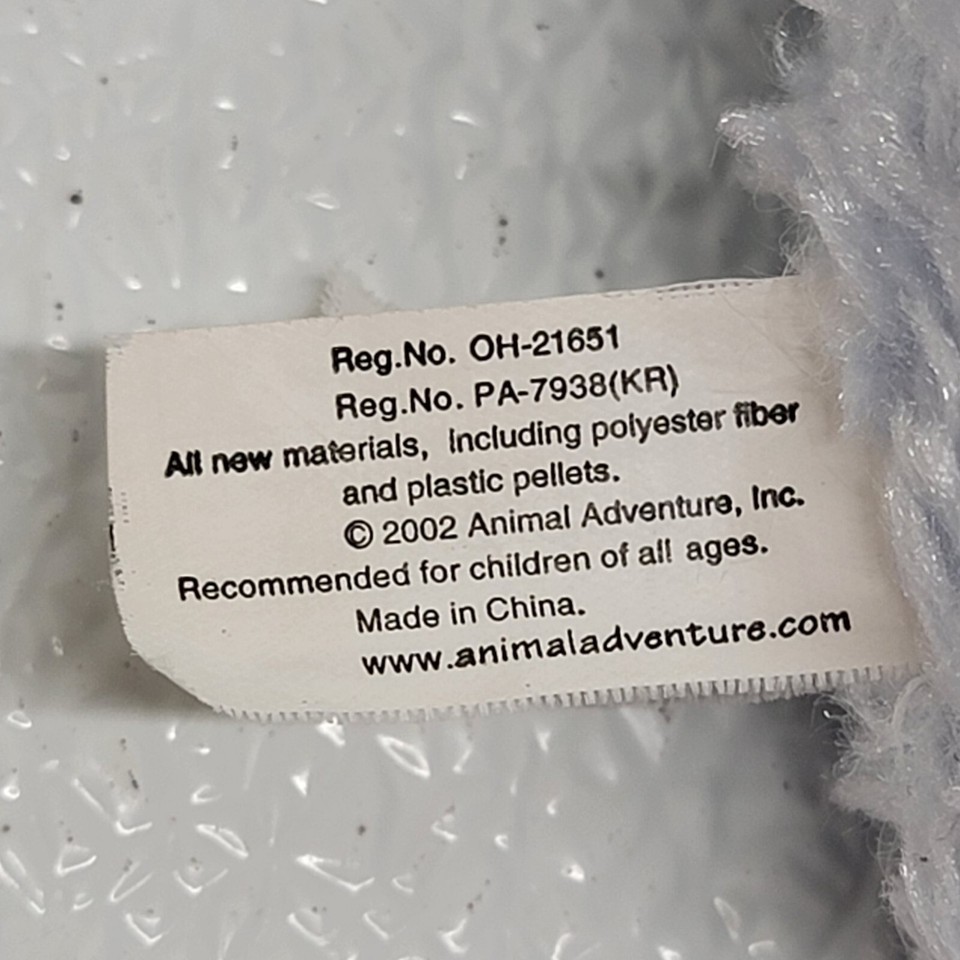 Reg.No. OH-21651
Reg.No. PA-7938(KR)
All new materials, including polyester fiber
and plastic pellets.
© 2002 Animal Adventure, Inc.
Recommended for children of all ages.
Made in China.
www.animaladventure.com